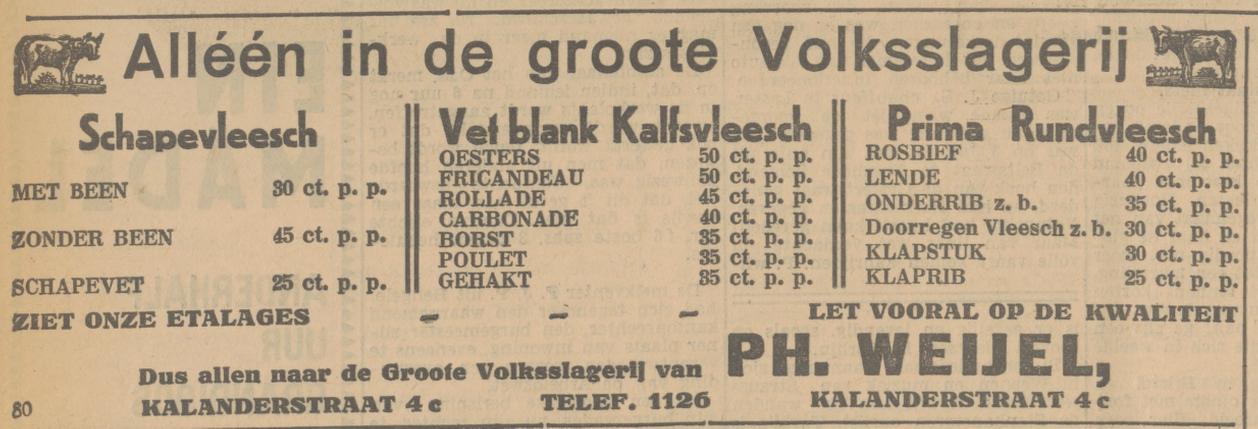 Alléén in de groote Volksslagerij
Schapevleesch
MET BEEN 30 ct. p. p.
ZONDER BEEN 45 ct. p. p.
SCHAPEVET 25 ct. p. p.
Vet blank Kalfsvleesch
OESTERS 50 ct. p. p.
FRICANDEAU 50 ct. p. p.
ROLLADE 45 ct. p. p.
CARBONADE 40 ct. p. p.
BORST 35 ct. p. p.
POULET 35 ct. p. p.
GEHAKT 35 ct. p. p.
Prima Rundvleesch
ROSBIEF 40 ct. p. p.
LENDE 40 ct. p. p.
ONDERRIB z. b. 35 ct. p. p.
Doorregen Vleesch z. b. 30 ct. p. p.
KLAPSTUK 30 ct. p. p.
KLAPRIB 25 ct. p. p.
ZIET ONZE ETALAGES – – – LET VOORAL OP DE KWALITEIT
Dus allen naar de Groote Volksslagerij van PH. WEIJEL,
80 KALANDERSTRAAT 4 c TELEF. 1126 KALANDERSTRAAT 4 c